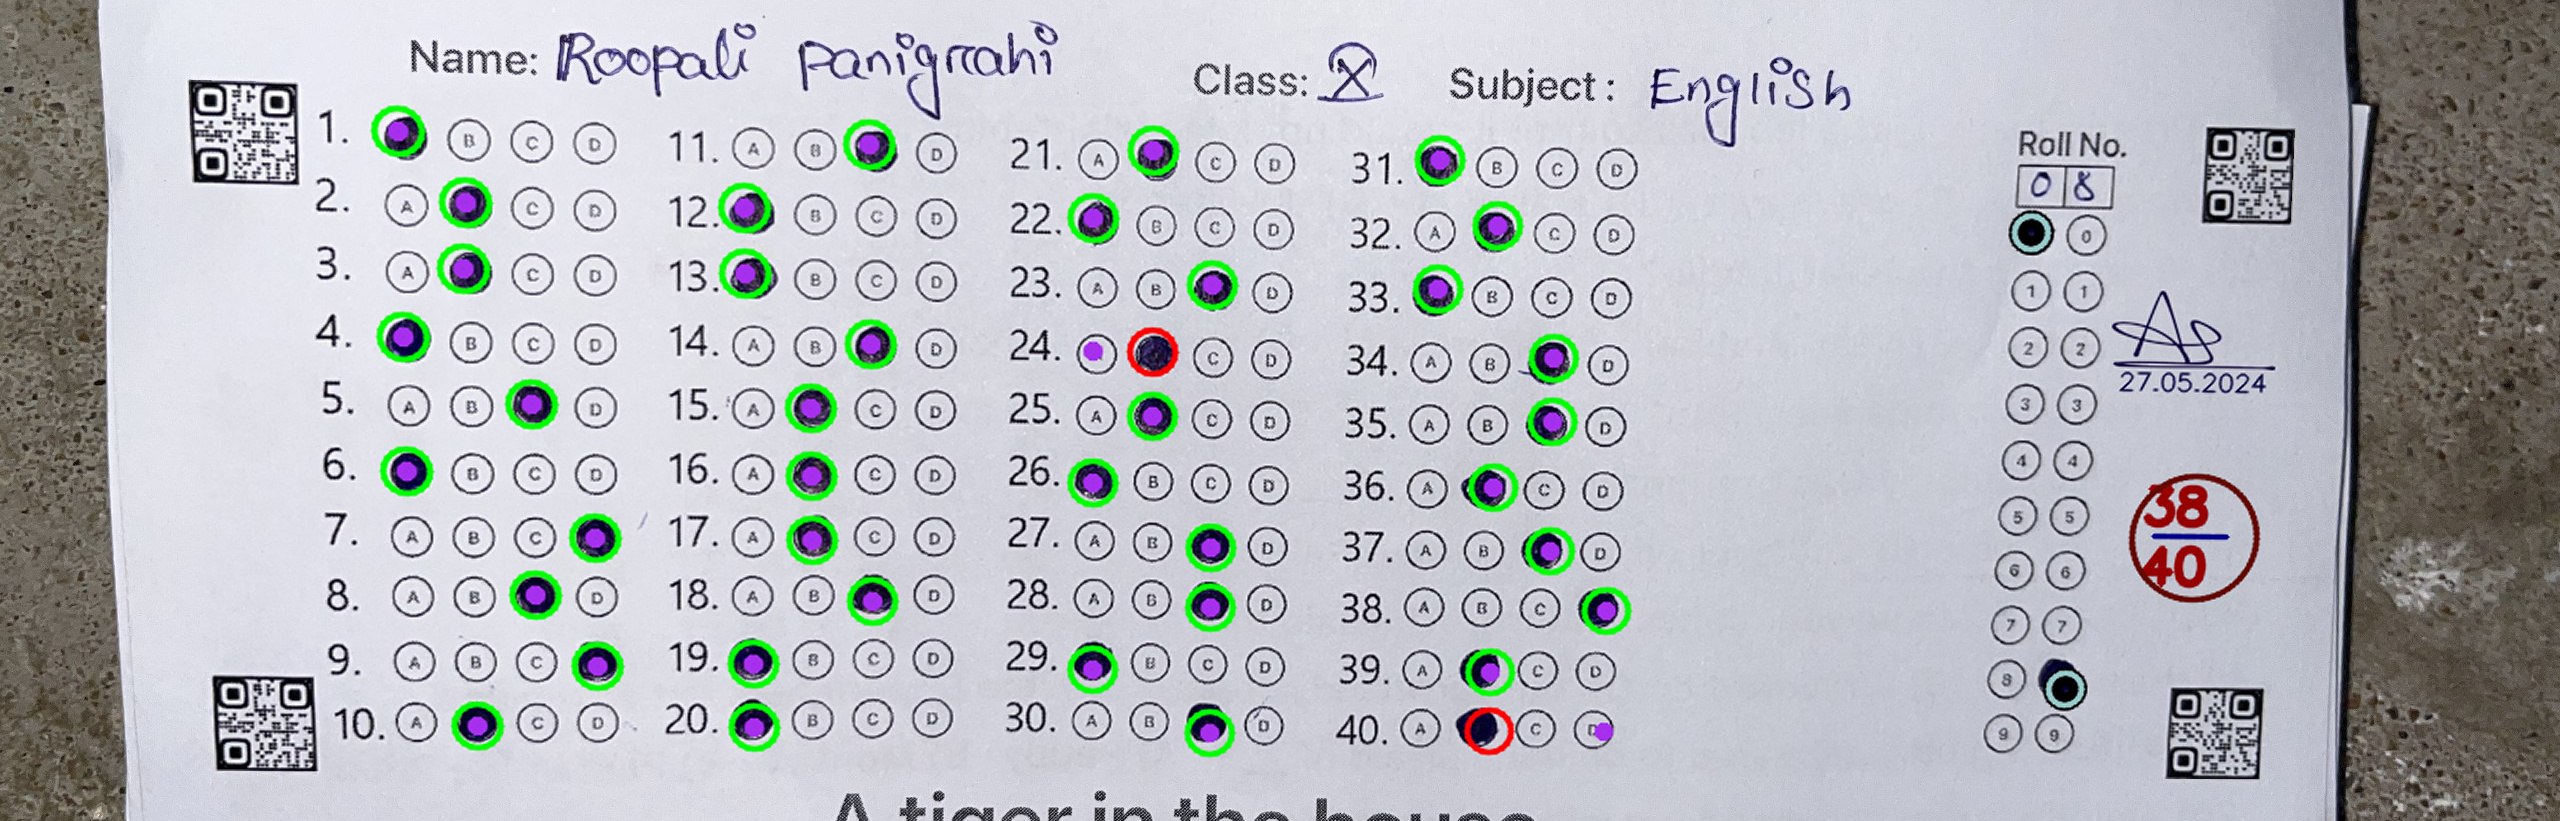 Name: Roopali Panigrahi Class: X Subject: English
Roll No.
0 8
1. B C D 11. A B D 21. A C D 31. B C D
2. A C D 12. B C D 22. B C D 32. A C D
3. A C D 13. B C D 23. A B D 33. B C D
4. B C D 14. A B D 24. C D 34. A B D
5. A B D 15. A C D 25. A C D 35. A B D
6. B C D 16. A C D 26. B C D 36. A C D
7. A B C 17. A C D 27. A B D 37. A B D
8. A B D 18. A B D 28. A B D 38. A B C
9. A B C 19. B C D 29. B C D 39. A C D
10. A C D 20. B C D 30. A B D 40. A C D
0
1 1
2 2
3 3
4 4
5 5
6 6
7 7
8
9 9
27.05.2024
38
40
A tiger in the house